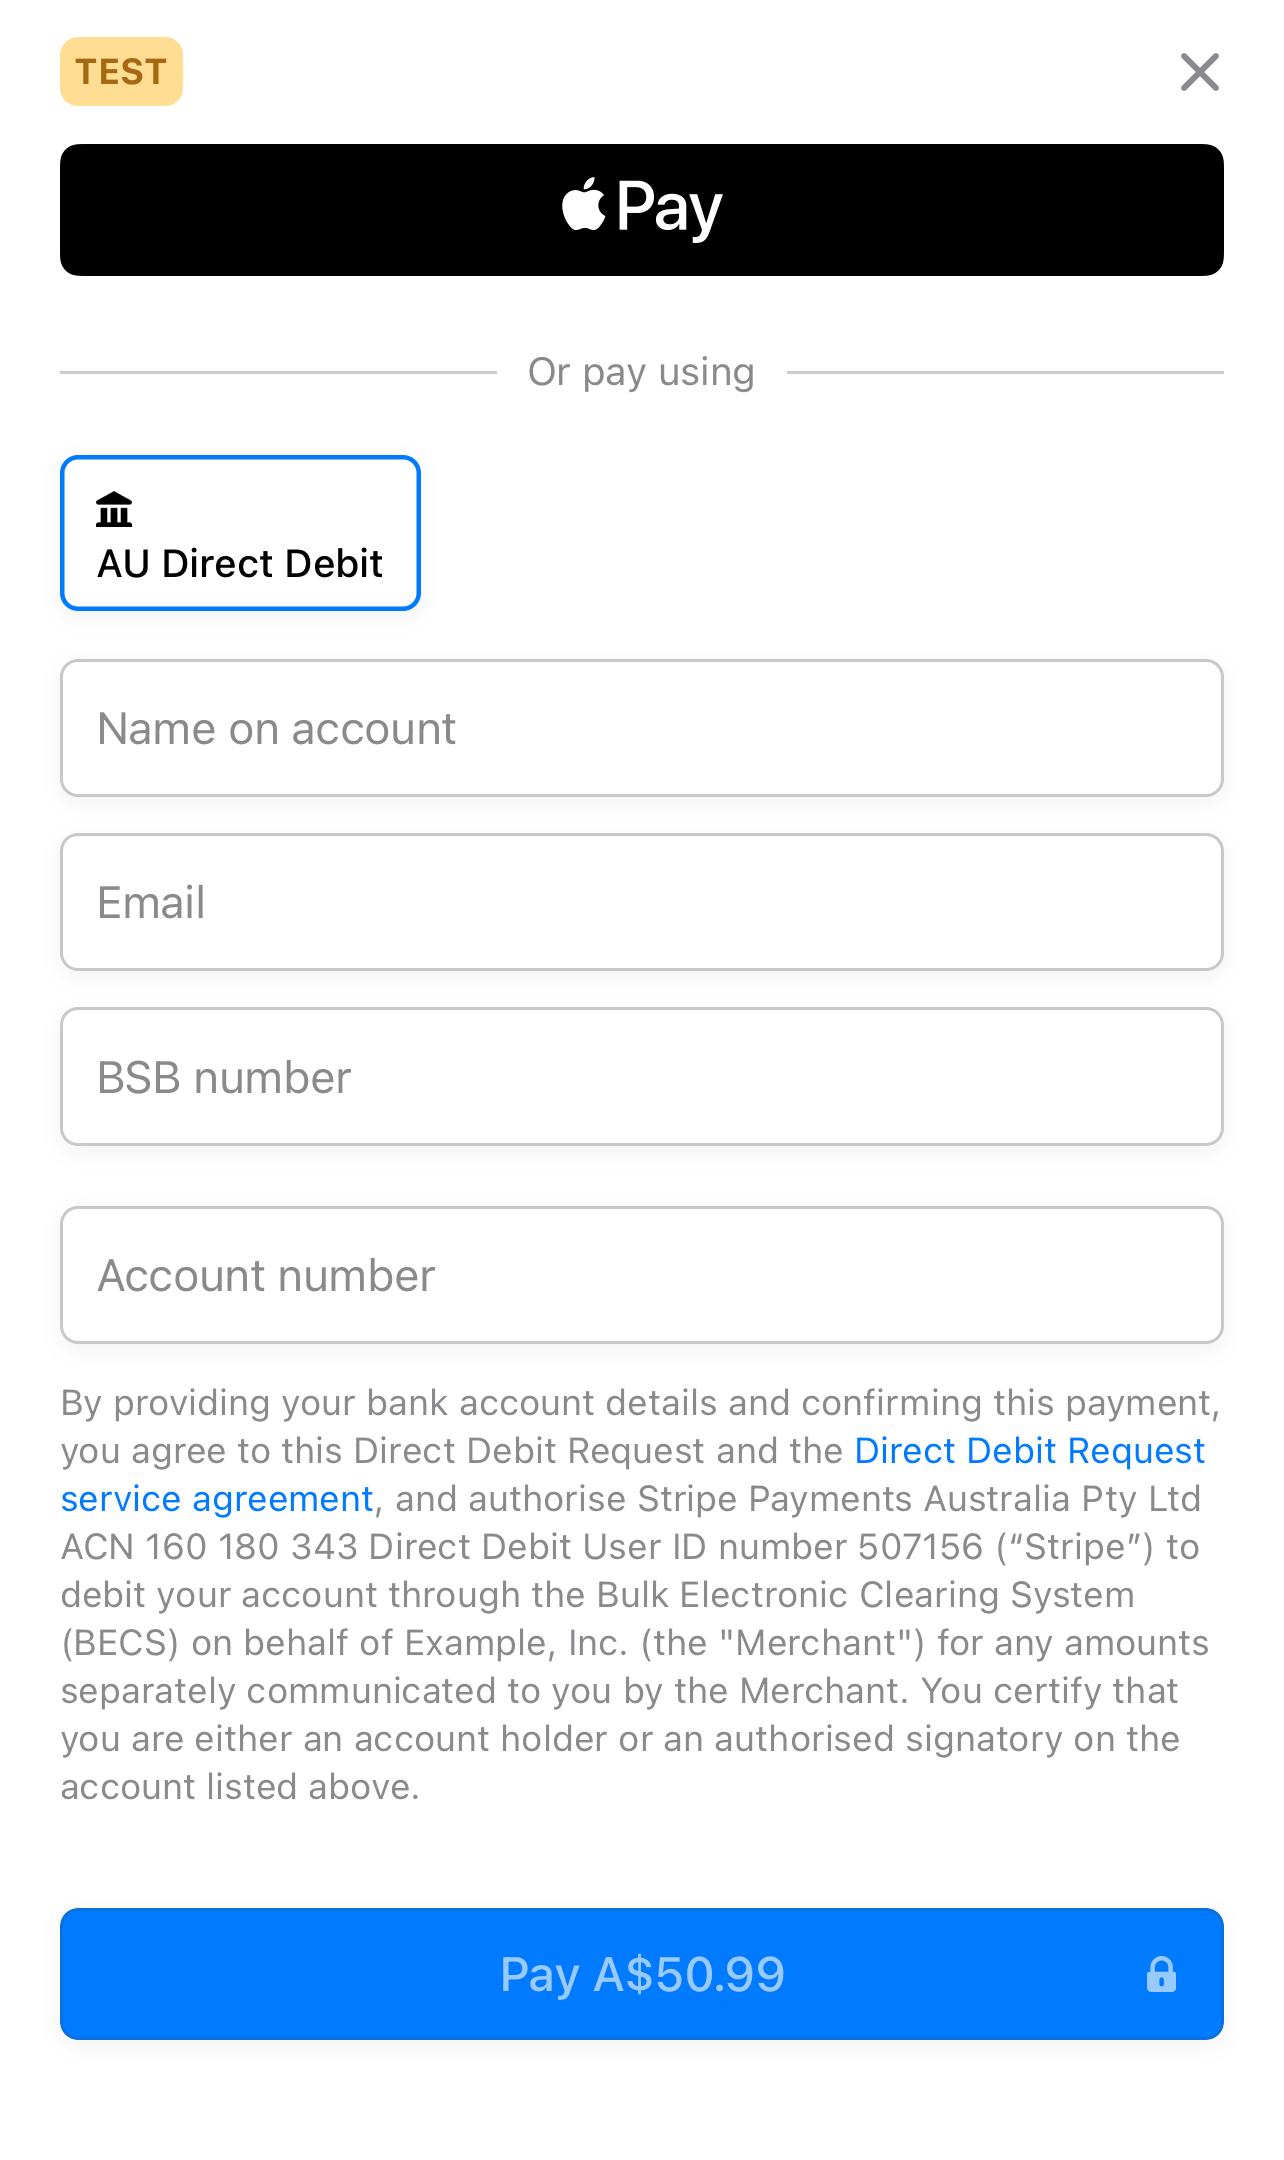 TEST
Pay
Or pay using
AU Direct Debit
Name on account
Email
BSB number
Account number
By providing your bank account details and confirming this payment,
you agree to this Direct Debit Request and the Direct Debit Request
service agreement, and authorise Stripe Payments Australia Pty Ltd
ACN 160 180 343 Direct Debit User ID number 507156 (“Stripe”) to
debit your account through the Bulk Electronic Clearing System
(BECS) on behalf of Example, Inc. (the "Merchant") for any amounts
separately communicated to you by the Merchant. You certify that
you are either an account holder or an authorised signatory on the
account listed above.
Pay A$50.99